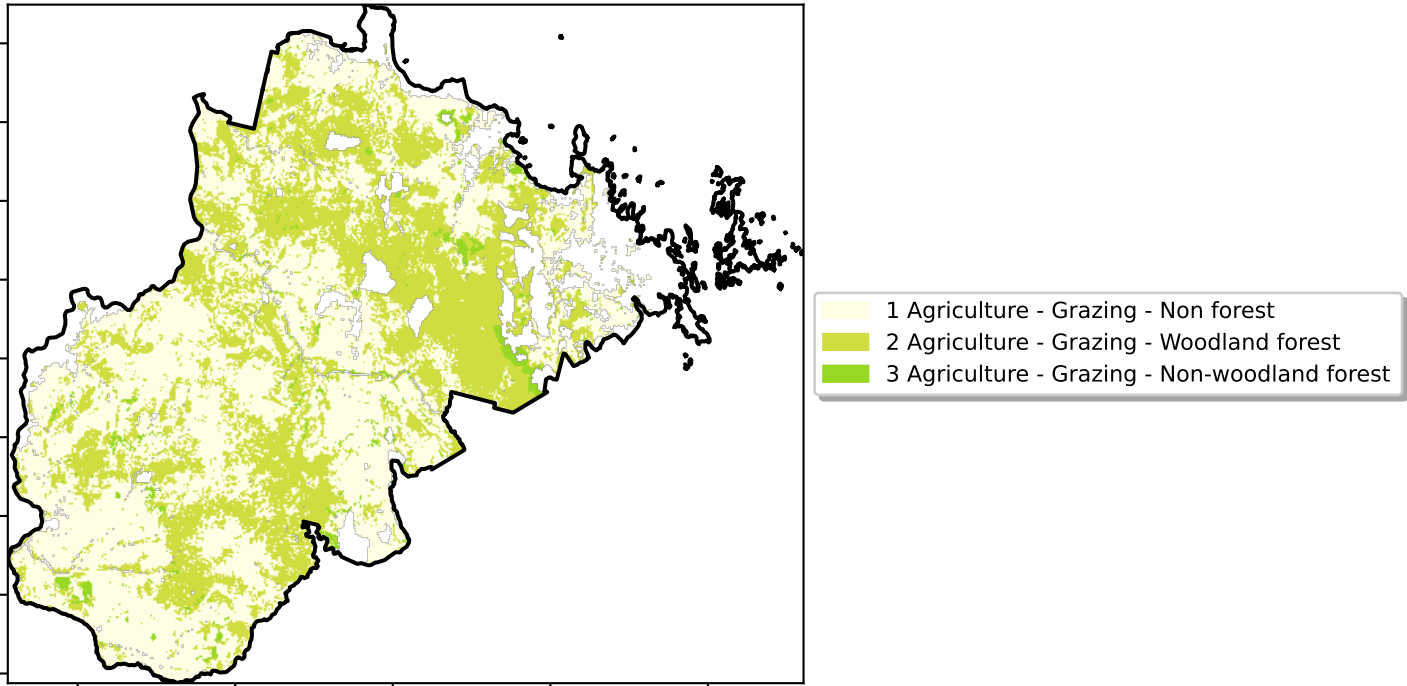 1 Agriculture - Grazing - Non forest
2 Agriculture - Grazing - Woodland forest
3 Agriculture - Grazing - Non-woodland forest